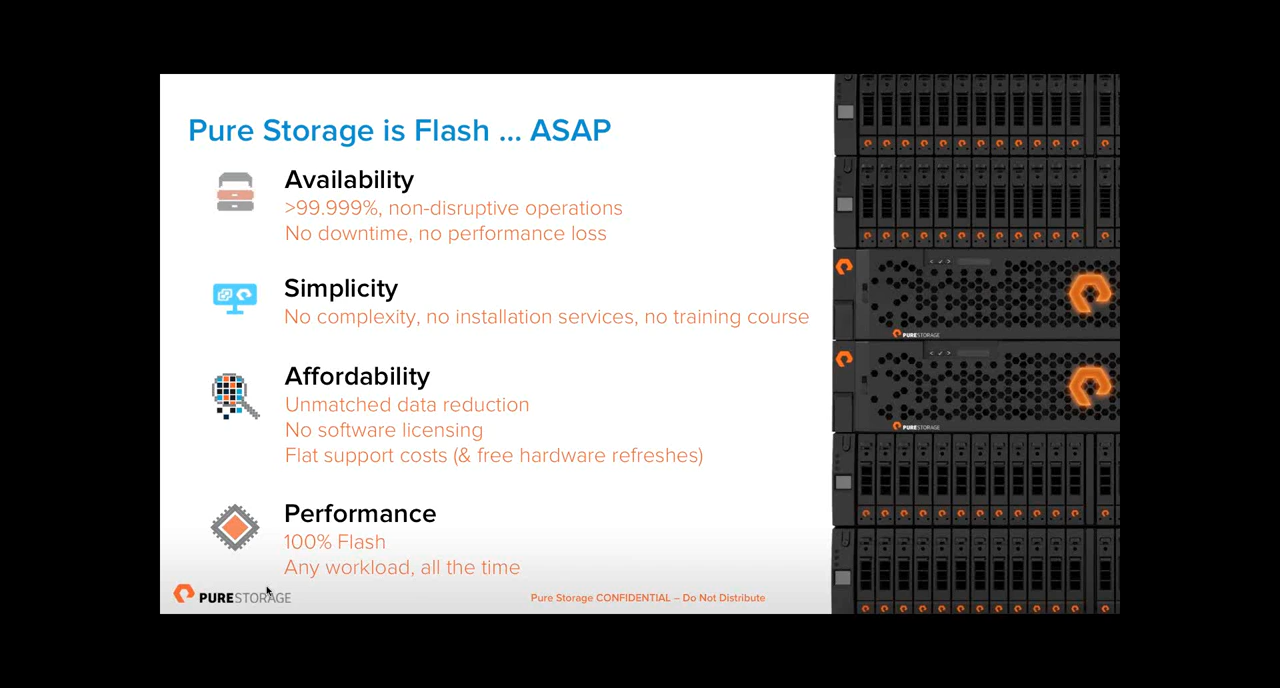 Pure Storage is Flash ... ASAP
Availability
>99.999%, non-disruptive operations
No downtime, no performance loss
Simplicity
No complexity, no installation services, no training course
Affordability
Unmatched data reduction
No software licensing
Flat support costs (& free hardware refreshes)
Performance
100% Flash
Any workload, all the time
PURESTORAGE
Pure Storage CONFIDENTIAL – Do Not Distribute
PURESTORAGE
PURESTORAGE